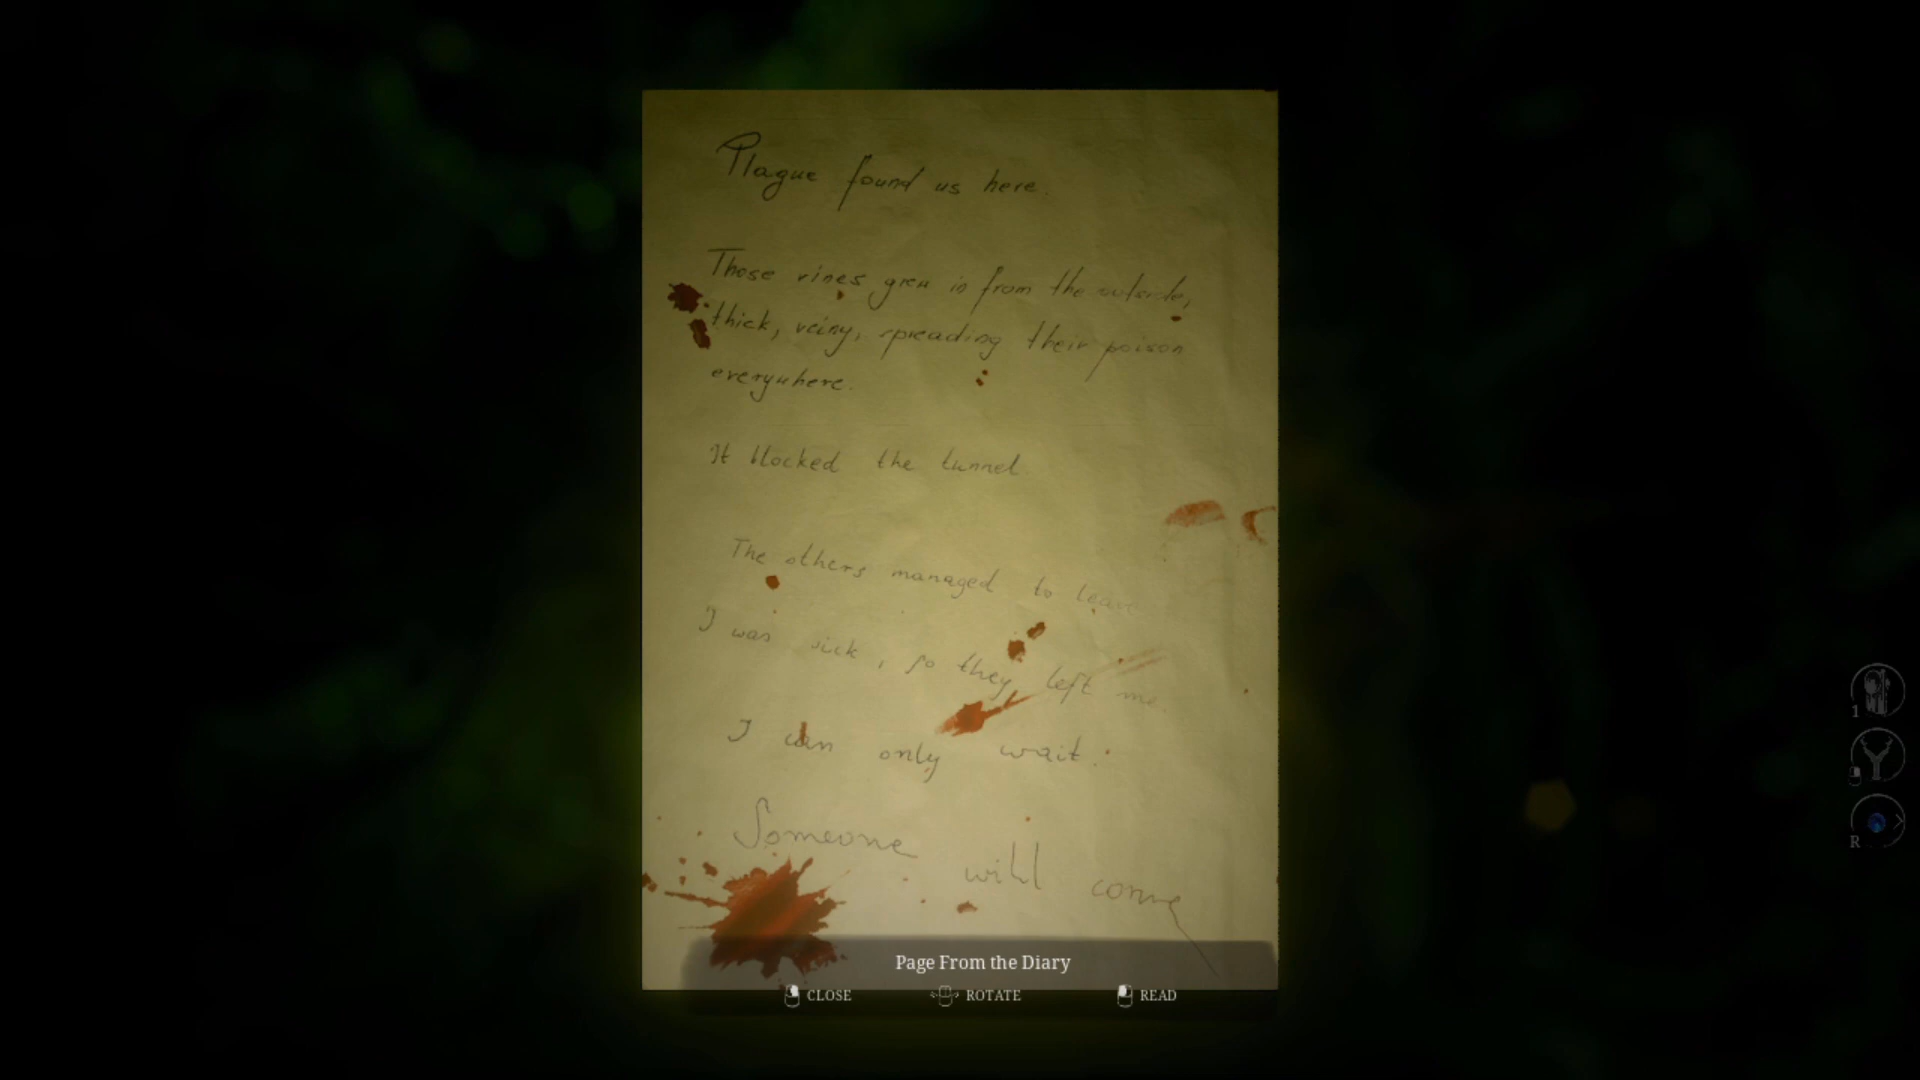 Plague found us here.
Those vines grew in from the outside,
thick, veiny, spreading their poison
everywhere.
It blocked the tunnel.
The others managed to leave
I was sick, so they left me.
I can only wait.
Someone will come
Page From the Diary
CLOSE ROTATE READ
1
R